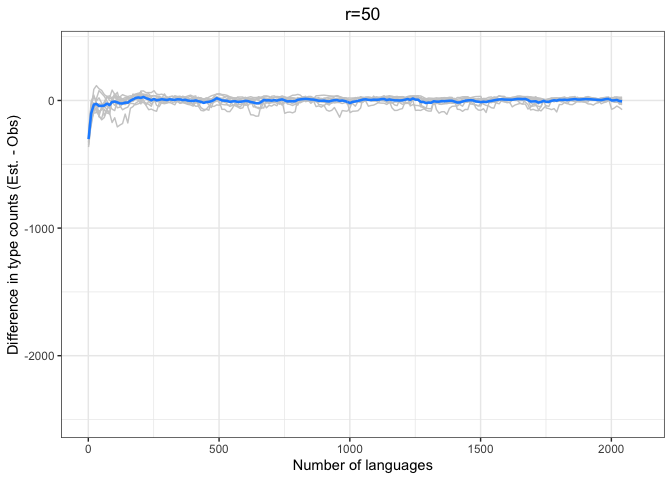 r=50
Difference in type counts (Est. - Obs)
0
-1000
-2000
0
500
1000
1500
2000
Number of languages